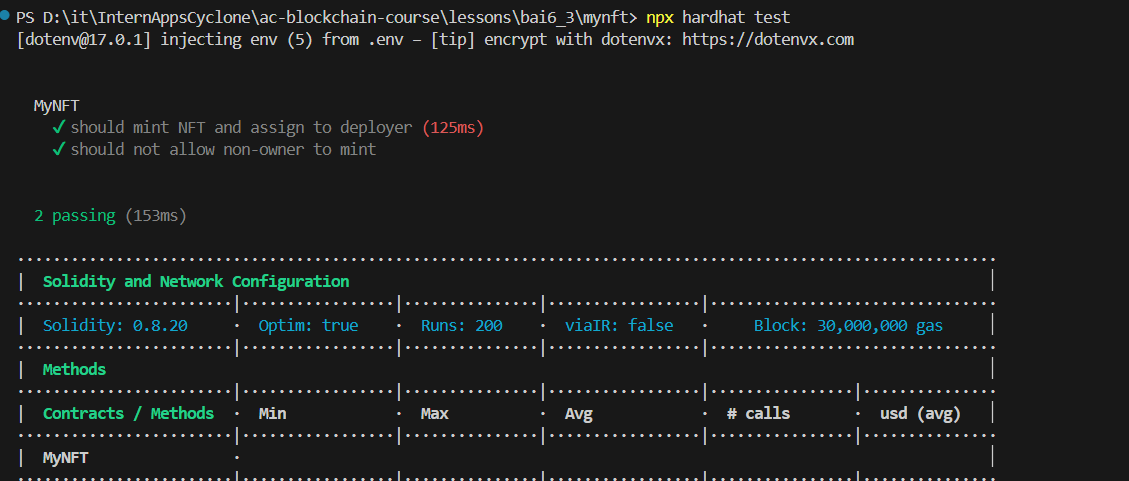 PS D:\it\InternAppsCyclone\ac-blockchain-course\lessons\bai6_3\mynft> npx hardhat test
[dotenv@17.0.1] injecting env (5) from .env – [tip] encrypt with dotenvx: https://dotenvx.com
MyNFT
✓ should mint NFT and assign to deployer (125ms)
✓ should not allow non-owner to mint
2 passing (153ms)
| Solidity and Network Configuration |
| Solidity: 0.8.20 · Optim: true · Runs: 200 · viaIR: false · Block: 30,000,000 gas |
| Methods |
| Contracts / Methods · Min · Max · Avg · # calls · usd (avg) |
| MyNFT · |